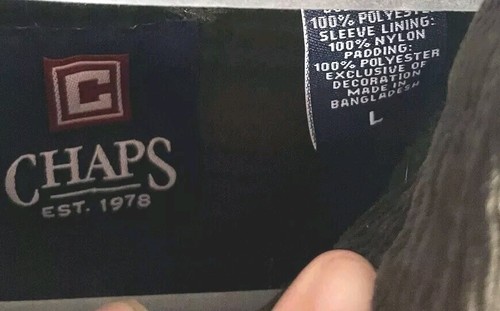 C
CHAPS
EST. 1978
100% POLYESTER
SLEEVE LINING:
100% NYLON
PADDING:
100% POLYESTER
EXCLUSIVE OF
DECORATION
MADE IN
BANGLADESH
L